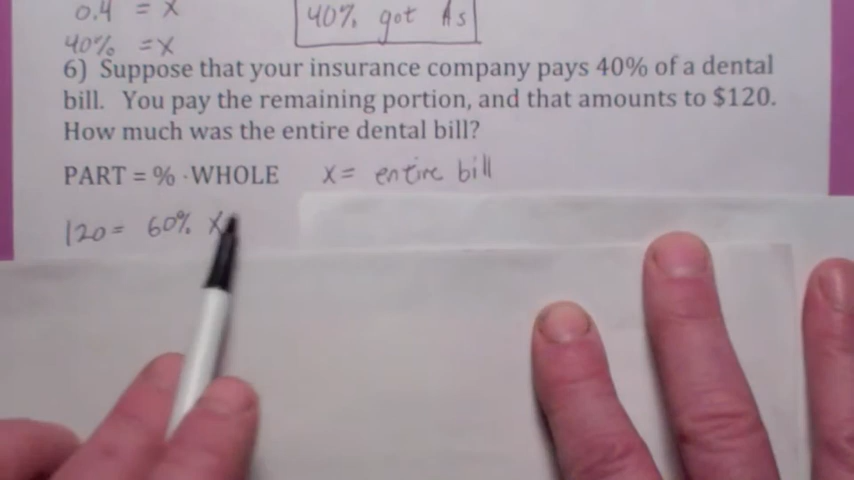 0.4 = x
40% = x
40% got As
6) Suppose that your insurance company pays 40% of a dental
bill. You pay the remaining portion, and that amounts to $120.
How much was the entire dental bill?
PART = % · WHOLE x = entire bill
120 = 60% x